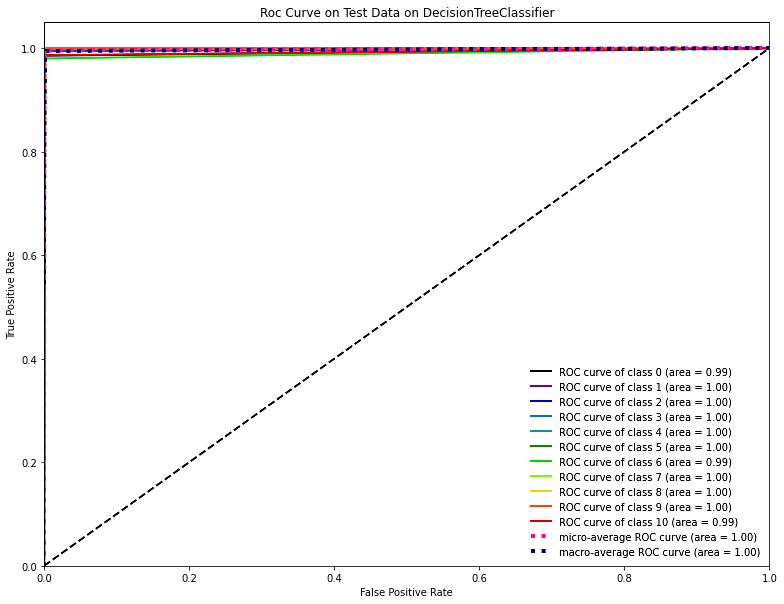 Roc Curve on Test Data on DecisionTreeClassifier
1.0
0.8
0.6
0.4
0.2
0.0
True Positive Rate
ROC curve of class 0 (area = 0.99)
ROC curve of class 1 (area = 1.00)
ROC curve of class 2 (area = 1.00)
ROC curve of class 3 (area = 1.00)
ROC curve of class 4 (area = 1.00)
ROC curve of class 5 (area = 1.00)
ROC curve of class 6 (area = 0.99)
ROC curve of class 7 (area = 1.00)
ROC curve of class 8 (area = 1.00)
ROC curve of class 9 (area = 1.00)
ROC curve of class 10 (area = 0.99)
micro-average ROC curve (area = 1.00)
macro-average ROC curve (area = 1.00)
0.0 0.2 0.4 0.6 0.8 1.0
False Positive Rate